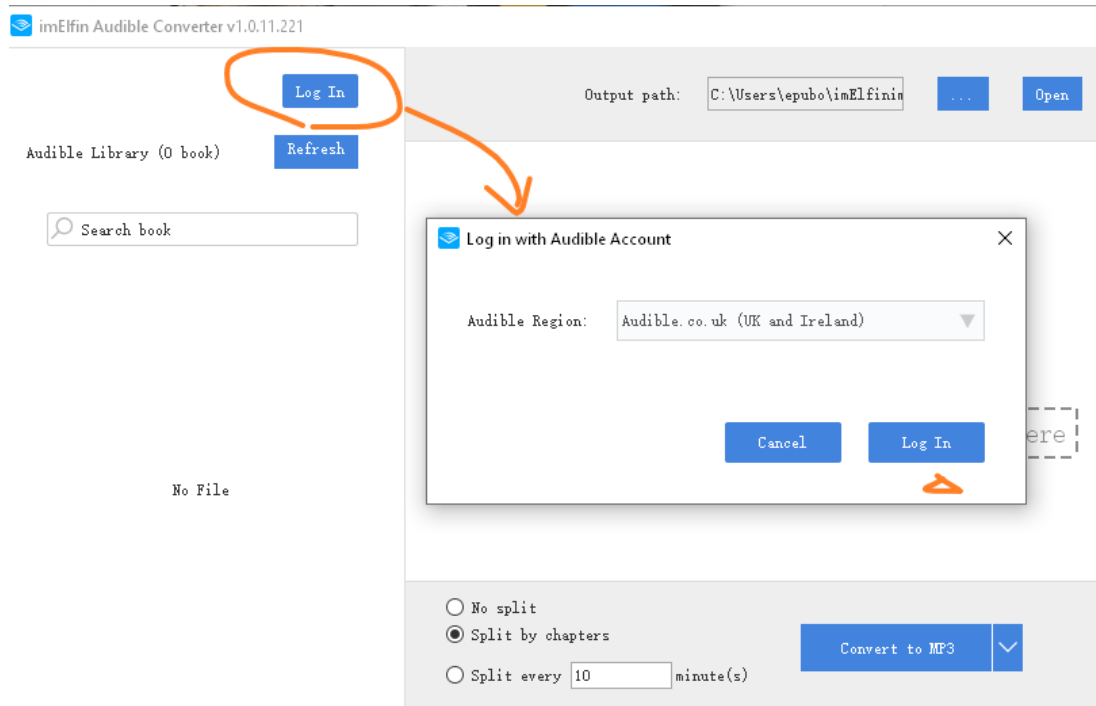 imElfin Audible Converter v1.0.11.221
Log In
Output path: C:\Users\epubo\imElfinin ... Open
Audible Library (0 book) Refresh
Search book
Log in with Audible Account
Audible Region: Audible.co.uk (UK and Ireland)
Cancel Log In
ere
No File
No split
Split by chapters
Split every 10 minute(s)
Convert to MP3